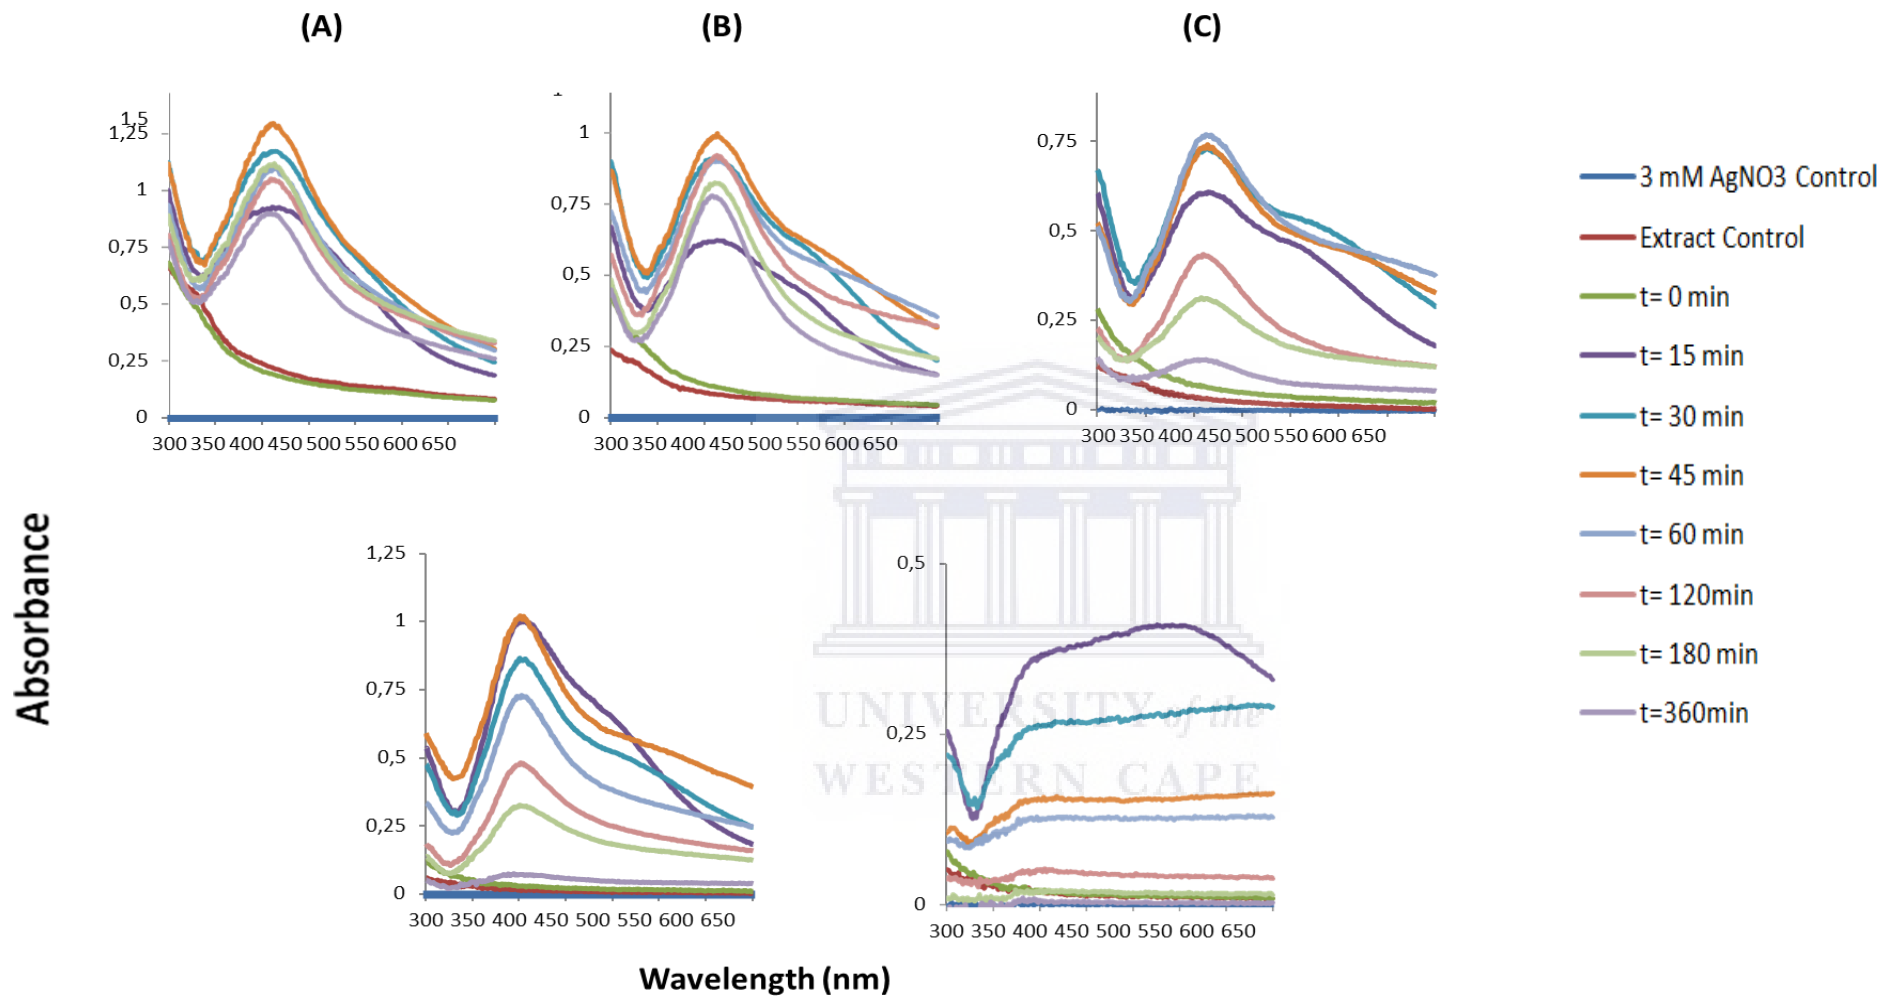 (A) (B) (C)
1,5
1,25
1
0,75
0,5
0,25
0
300 350 400 450 500 550 600 650
1
0,75
0,5
0,25
0
300 350 400 450 500 550 600 650
0,75
0,5
0,25
0
300 350 400 450 500 550 600 650
3 mM AgNO3 Control
Extract Control
t= 0 min
t= 15 min
t= 30 min
t= 45 min
t= 60 min
t= 120min
t= 180 min
t=360min
Absorbance
1,25
1
0,75
0,5
0,25
0
300 350 400 450 500 550 600 650
0,5
0,25
0
300 350 400 450 500 550 600 650
UNIVERSITY of the
WESTERN CAPE
Wavelength (nm)